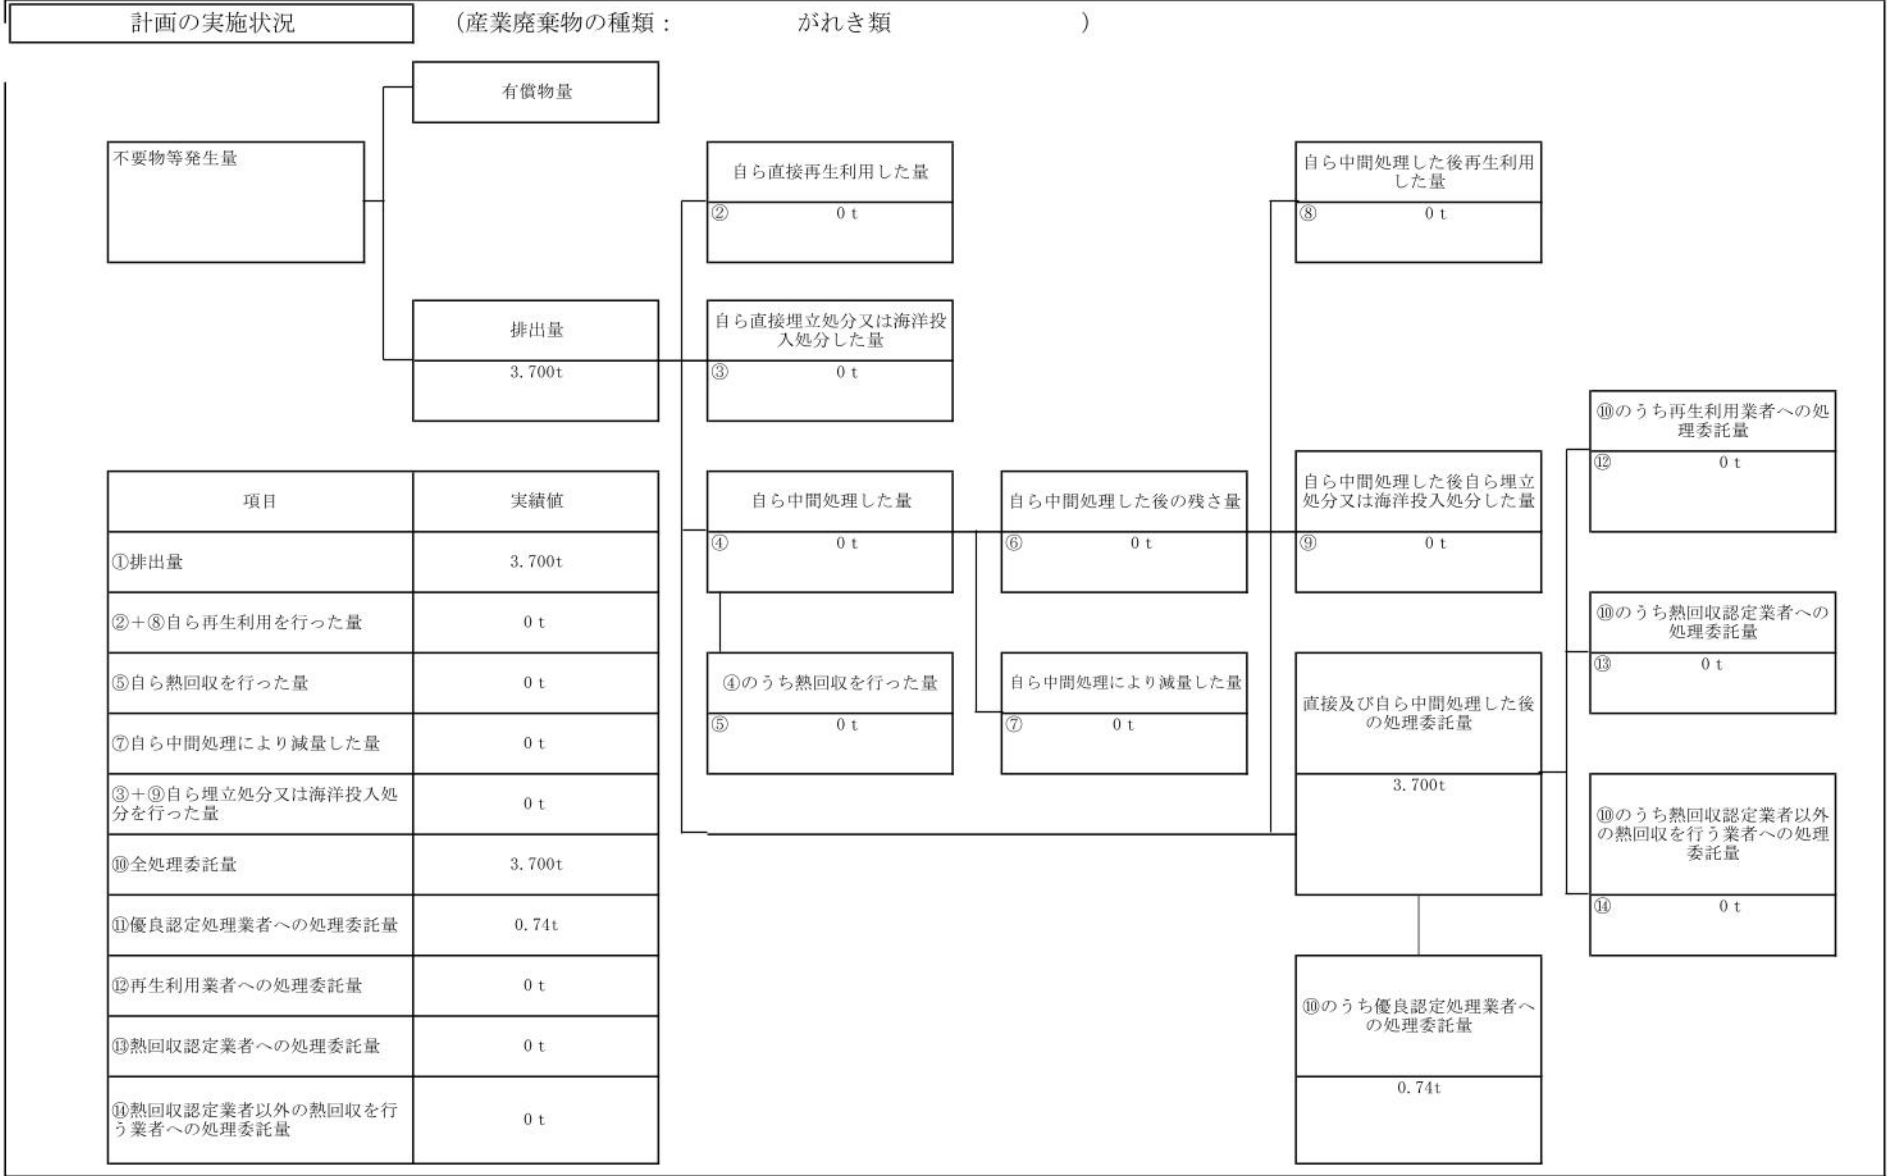 計画の実施状況
（産業廃棄物の種類： がれき類 ）
有償物量
不要物等発生量
自ら直接再生利用した量
② 0 t
自ら中間処理した後再生利用
した量
⑧ 0 t
排出量
3.700t
自ら直接埋立処分又は海洋投
入処分した量
③ 0 t
⑩のうち再生利用業者への処
理委託量
⑫ 0 t
自ら中間処理した量
④ 0 t
自ら中間処理した後の残さ量
⑥ 0 t
自ら中間処理した後自ら埋立
処分又は海洋投入処分した量
⑨ 0 t
⑩のうち熱回収認定業者への
処理委託量
⑬ 0 t
④のうち熱回収を行った量
⑤ 0 t
自ら中間処理により減量した量
⑦ 0 t
直接及び自ら中間処理した後
の処理委託量
3.700t
⑩のうち熱回収認定業者以外
の熱回収を行う業者への処理
委託量
⑭ 0 t
⑩のうち優良認定処理業者へ
の処理委託量
0.74t
項目 実績値
①排出量 3.700t
②＋⑧自ら再生利用を行った量 0 t
⑤自ら熱回収を行った量 0 t
⑦自ら中間処理により減量した量 0 t
③＋⑨自ら埋立処分又は海洋投入処
分を行った量 0 t
⑩全処理委託量 3.700t
⑪優良認定処理業者への処理委託量 0.74t
⑫再生利用業者への処理委託量 0 t
⑬熱回収認定業者への処理委託量 0 t
⑭熱回収認定業者以外の熱回収を行
う業者への処理委託量 0 t